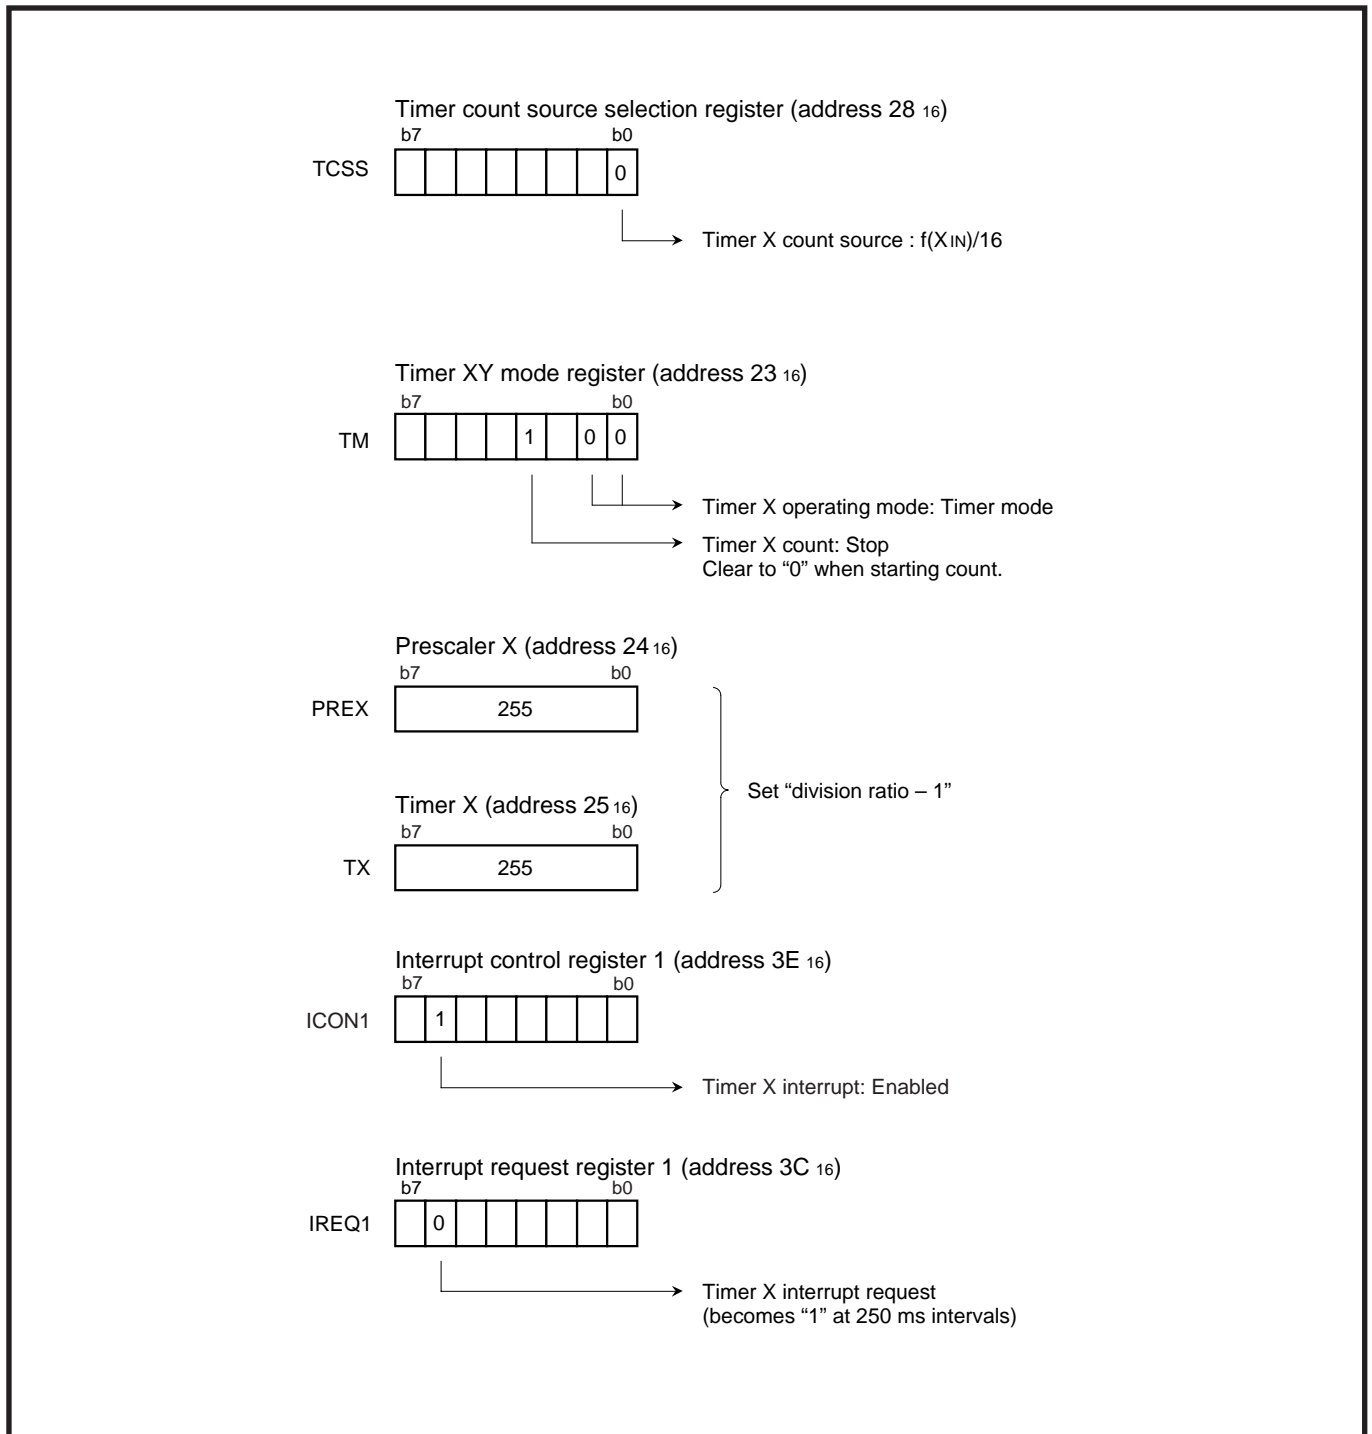 Timer count source selection register (address 28 16)
b7 b0
TCSS 0
Timer X count source : f(XIN)/16
Timer XY mode register (address 23 16)
b7 b0
TM 1 0 0
Timer X operating mode: Timer mode
Timer X count: Stop
Clear to “0” when starting count.
Prescaler X (address 24 16)
b7 b0
PREX 255
Set “division ratio – 1”
Timer X (address 25 16)
b7 b0
TX 255
Interrupt control register 1 (address 3E 16)
b7 b0
ICON1 1
Timer X interrupt: Enabled
Interrupt request register 1 (address 3C 16)
b7 b0
IREQ1 0
Timer X interrupt request
(becomes “1” at 250 ms intervals)